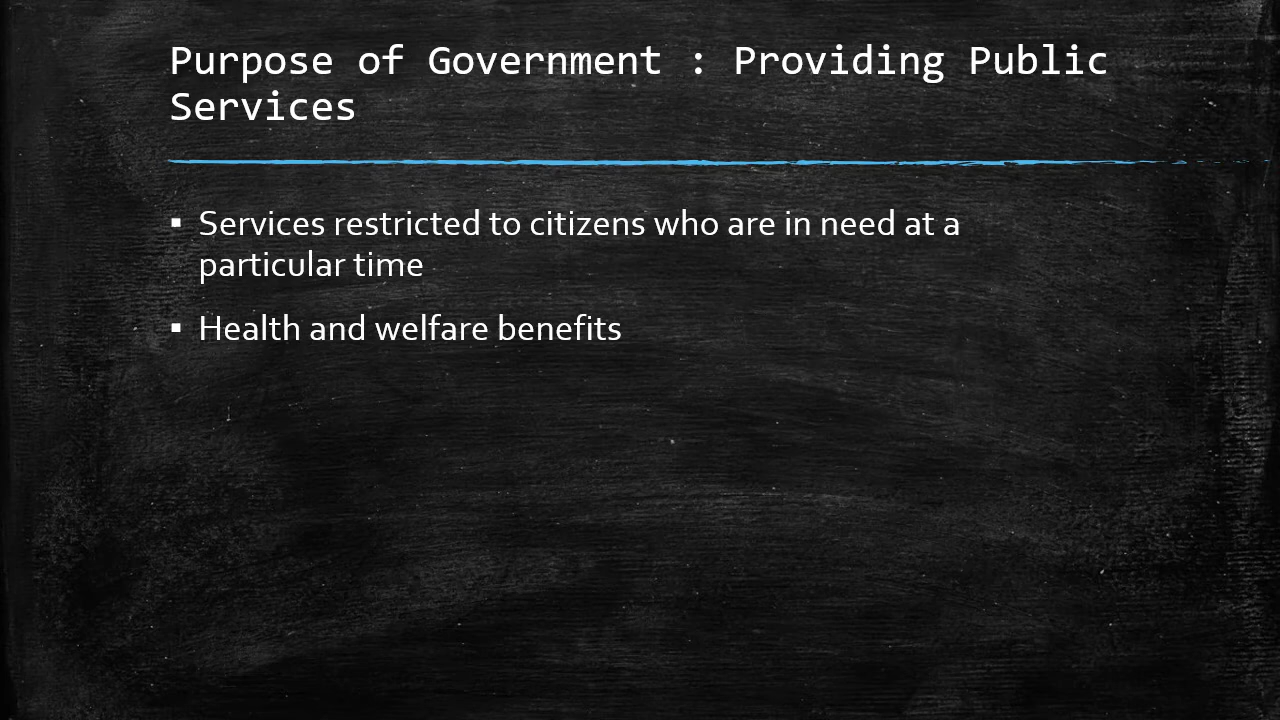 Purpose of Government : Providing Public
Services
▪ Services restricted to citizens who are in need at a
particular time
▪ Health and welfare benefits